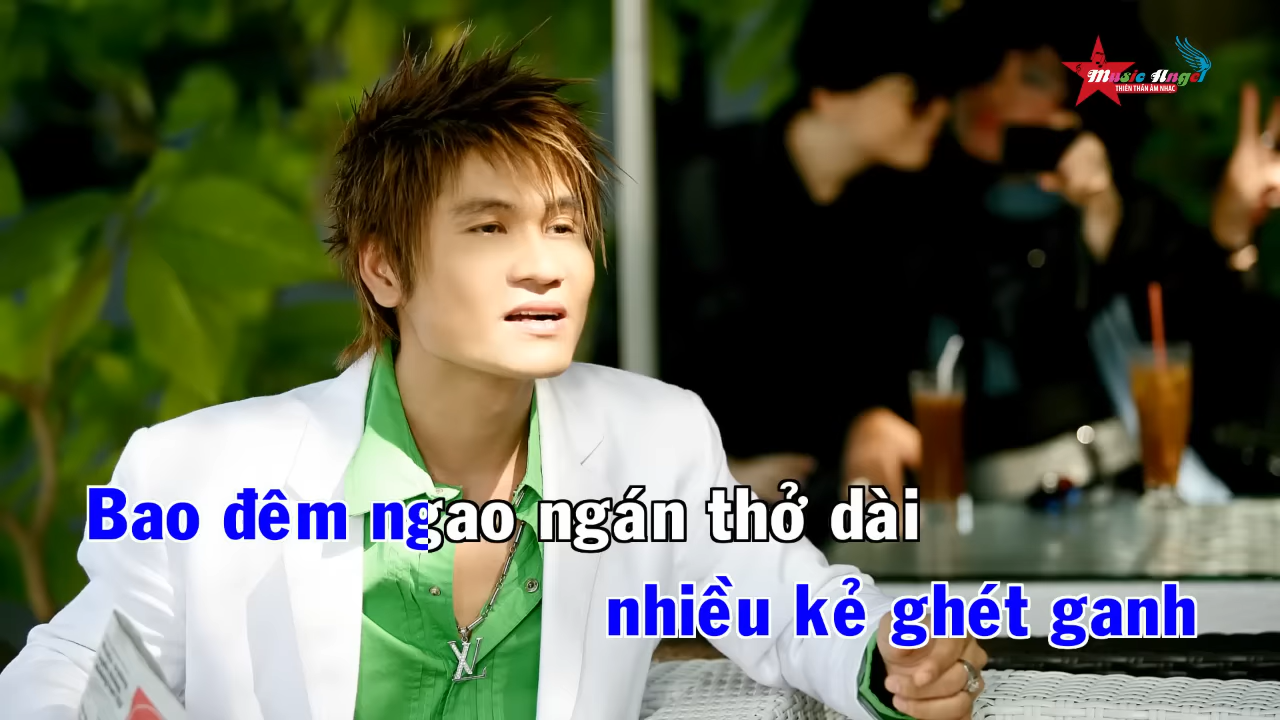 Music Angel
THIÊN THẦN ÂM NHẠC
Bao đêm ngao ngán thở dài
nhiều kẻ ghét ganh